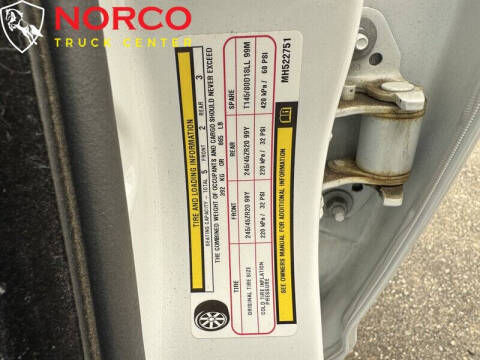 NORCO
TRUCK CENTER
TIRE AND LOADING INFORMATION
SEATING CAPACITY - TOTAL 5 FRONT 2 REAR 3
THE COMBINED WEIGHT OF OCCUPANTS AND CARGO SHOULD NEVER EXCEED
392 KG OR 865 LB
TIRE FRONT REAR SPARE
ORIGINAL TIRE SIZE 245/45ZR20 99Y 245/45ZR20 99Y T145/80D18LL 99M
COLD TIRE INFLATION PRESSURE 220 kPa / 32 PSI 220 kPa / 32 PSI 420 kPa / 60 PSI
SEE OWNERS MANUAL FOR ADDITIONAL INFORMATION
MH522751